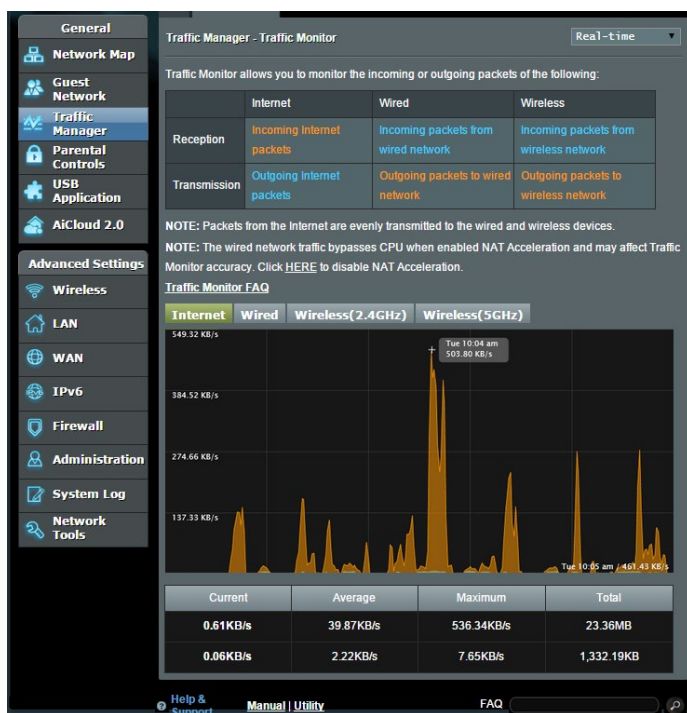 General
Network Map
Guest
Network
Traffic
Manager
Parental
Controls
USB
Application
AiCloud 2.0
Advanced Settings
Wireless
LAN
WAN
IPv6
Firewall
Administration
System Log
Network
Tools
Traffic Manager - Traffic Monitor
Real-time
Traffic Monitor allows you to monitor the incoming or outgoing packets of the following:
Internet Wired Wireless
Reception
Incoming Internet
packets
Incoming packets from
wired network
Incoming packets from
wireless network
Transmission
Outgoing Internet
packets
Outgoing packets to wired
network
Outgoing packets to
wireless network
NOTE: Packets from the Internet are evenly transmitted to the wired and wireless devices.
NOTE: The wired network traffic bypasses CPU when enabled NAT Acceleration and may affect Traffic
Monitor accuracy. Click HERE to disable NAT Acceleration.
Traffic Monitor FAQ
Internet Wired Wireless(2.4GHz) Wireless(5GHz)
549.32 KB/s
Tue 10:04 am
503.80 KB/s
384.52 KB/s
274.66 KB/s
137.33 KB/s
Tue 10:05 am / 461.43 KB/s
Current Average Maximum Total
0.61KB/s 39.87KB/s 536.34KB/s 23.36MB
0.06KB/s 2.22KB/s 7.65KB/s 1,332.19KB
Help &
Support
Manual | Utility
FAQ